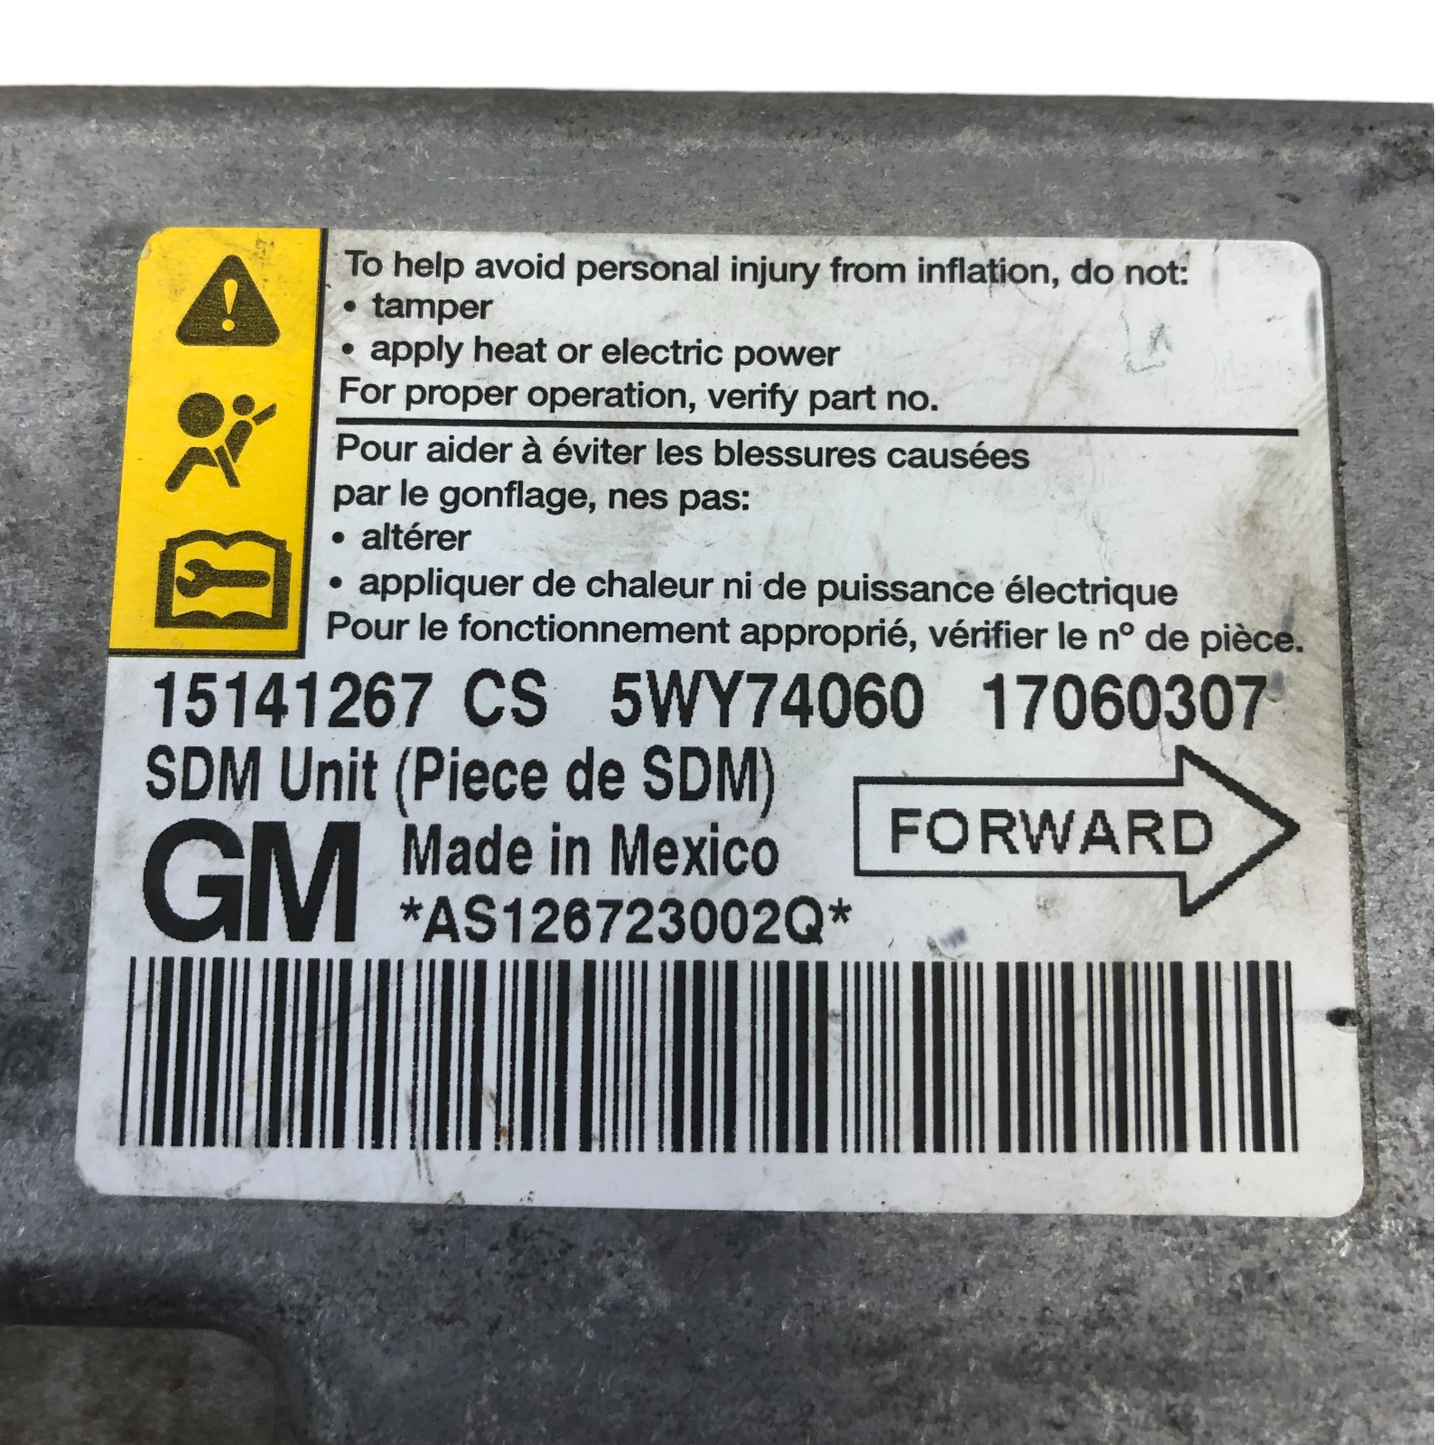 To help avoid personal injury from inflation, do not:
• tamper
• apply heat or electric power
For proper operation, verify part no.
Pour aider à éviter les blessures causées
par le gonflage, nes pas:
• altérer
• appliquer de chaleur ni de puissance électrique
Pour le fonctionnement approprié, vérifier le nº de pièce.
15141267 CS 5WY74060 17060307
SDM Unit (Piece de SDM)
GM Made in Mexico FORWARD
*AS126723002Q*